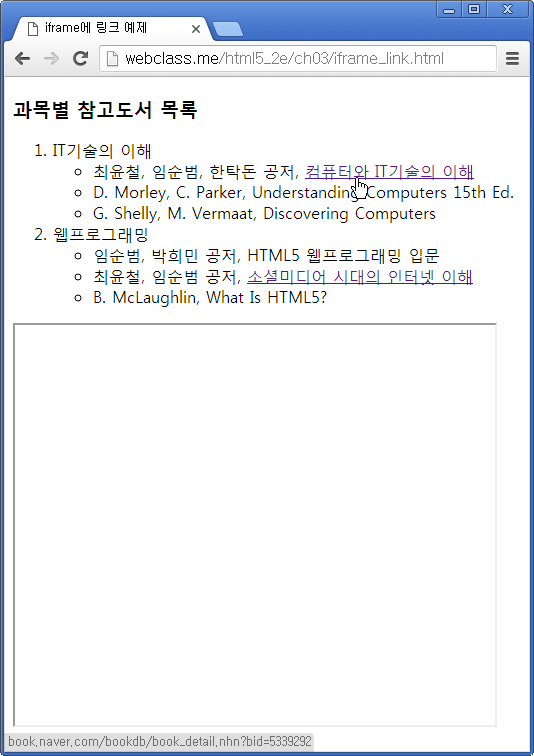 iframe에 링크 예제
webclass.me/html5_2e/ch03/iframe_link.html
과목별 참고도서 목록
1. IT기술의 이해
최윤철, 임순범, 한탁돈 공저, 컴퓨터와 IT기술의 이해
D. Morley, C. Parker, Understanding Computers 15th Ed.
G. Shelly, M. Vermaat, Discovering Computers
2. 웹프로그래밍
임순범, 박희민 공저, HTML5 웹프로그래밍 입문
최윤철, 임순범 공저, 소셜미디어 시대의 인터넷 이해
B. McLaughlin, What Is HTML5?
book.naver.com/bookdb/book_detail.nhn?bid=5339292